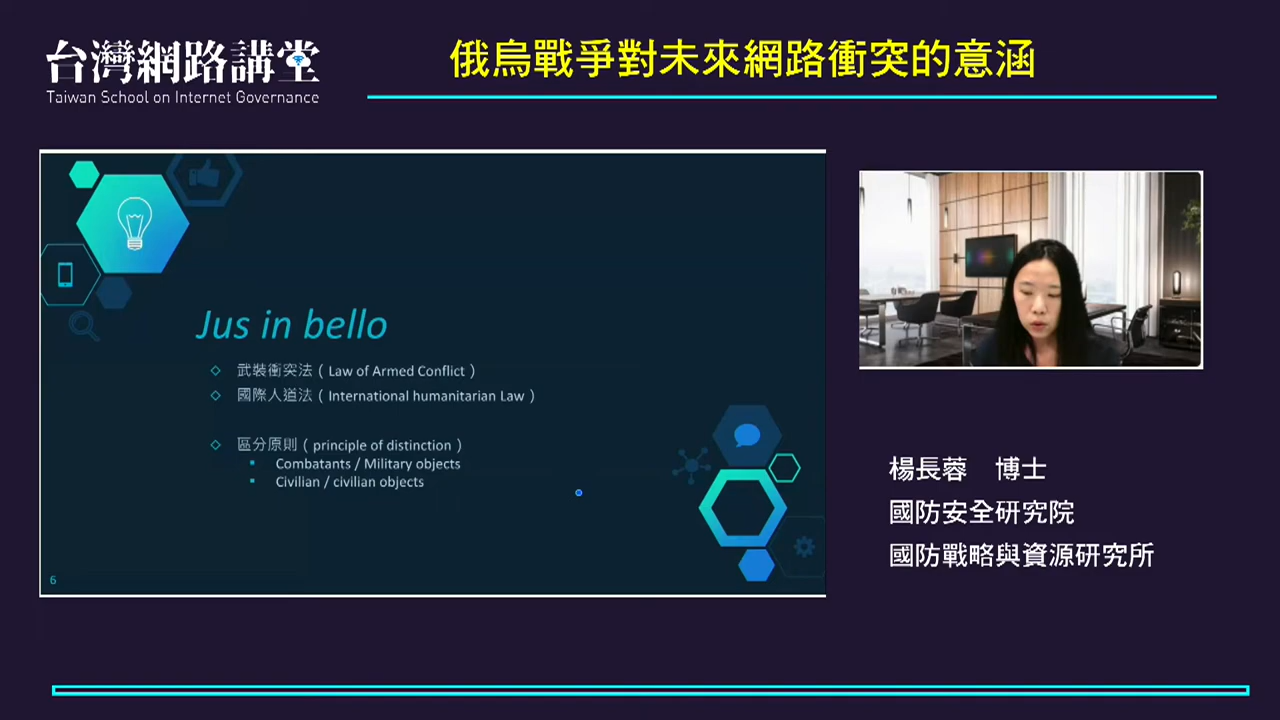 台灣網路講堂
Taiwan School on Internet Governance
俄烏戰爭對未來網路衝突的意涵
Jus in bello
武裝衝突法（Law of Armed Conflict）
國際人道法（International humanitarian Law）
區分原則（principle of distinction）
Combatants / Military objects
Civilian / civilian objects
6
楊長蓉　博士
國防安全研究院
國防戰略與資源研究所